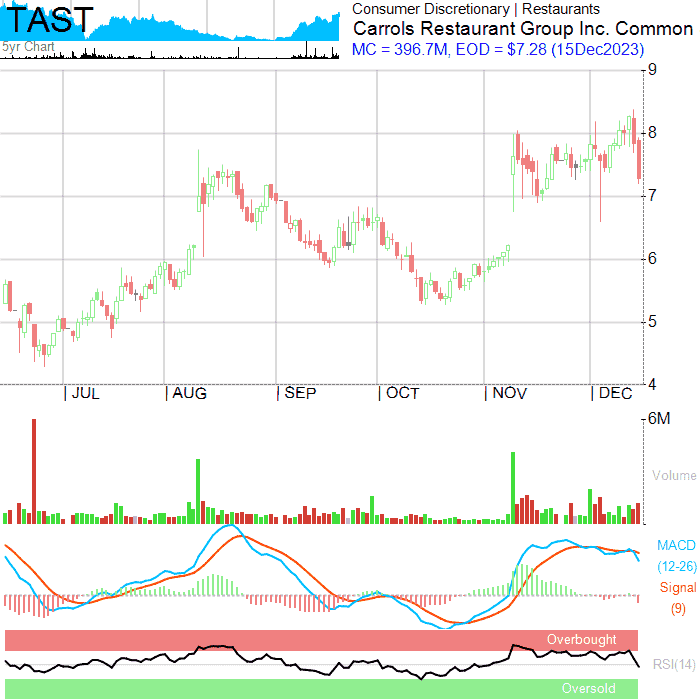 TAST
5yr Chart
Consumer Discretionary | Restaurants
Carrols Restaurant Group Inc. Common
MC = 396.7M, EOD = $7.28 (15Dec2023)
9
8
7
6
5
4
| JUL | AUG | SEP | OCT | NOV | DEC
6M
Volume
MACD
(12-26)
Signal
(9)
Overbought
RSI(14)
Oversold